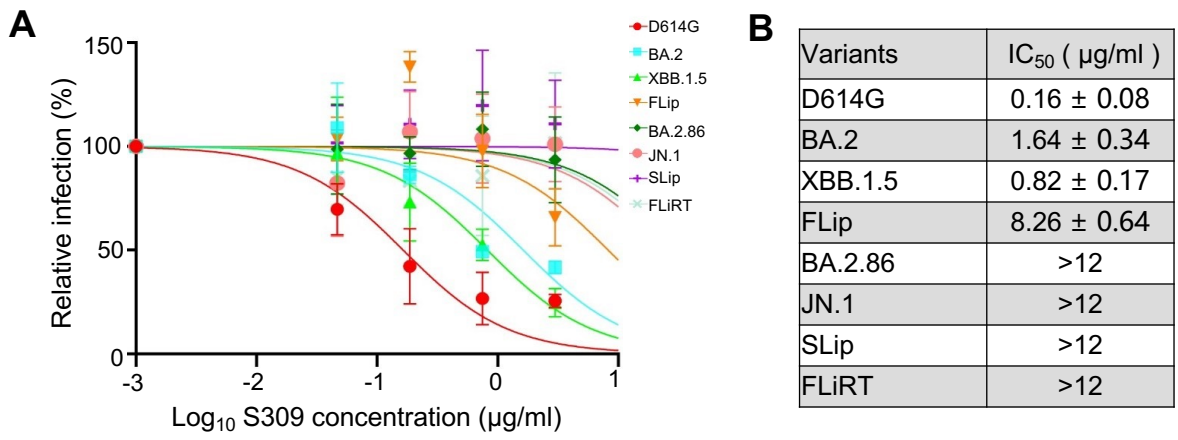 A
150
100
50
0
-3
-2
-1
0
1
Relative infection (%)
Log₁₀ S309 concentration (μg/ml)
D614G
BA.2
XBB.1.5
FLip
BA.2.86
JN.1
SLip
FLiRT
B
Variants IC₅₀ ( μg/ml )
D614G 0.16 ± 0.08
BA.2 1.64 ± 0.34
XBB.1.5 0.82 ± 0.17
FLip 8.26 ± 0.64
BA.2.86 >12
JN.1 >12
SLip >12
FLiRT >12